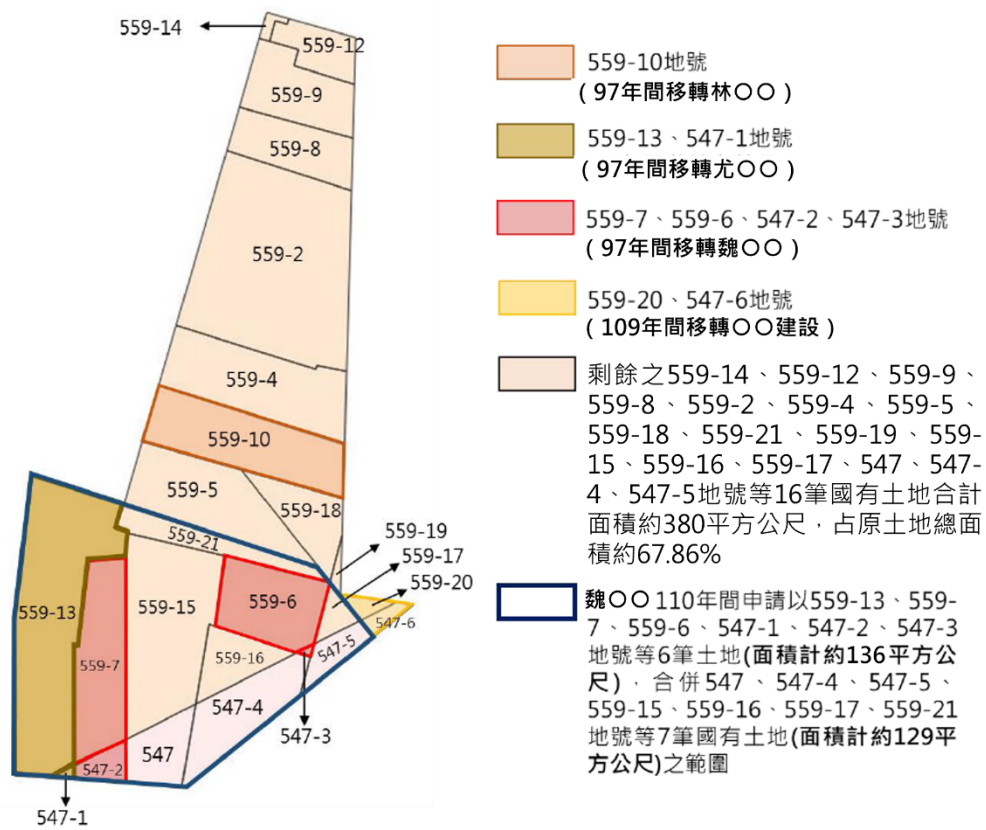 559-14
559-12
559-9
559-8
559-2
559-4
559-10
559-5
559-18
559-21
559-19
559-17
559-20
559-13
559-15
559-6
547-6
559-7
559-16
547-5
547-4
547
547-3
547-2
547-1
559-10地號
(97年間移轉林〇〇)
559-13、547-1地號
(97年間移轉尤〇〇)
559-7、559-6、547-2、547-3地號
(97年間移轉魏〇〇)
559-20、547-6地號
(109年間移轉〇〇建設)
剩餘之559-14、559-12、559-9、
559-8、559-2、559-4、559-5、
559-18、559-21、559-19、559-
15、559-16、559-17、547、547-
4、547-5地號等16筆國有土地合計
面積約380平方公尺，占原土地總面
積約67.86%
魏〇〇110年間申請以559-13、559-
7、559-6、547-1、547-2、547-3
地號等6筆土地(面積計約136平方公
尺)，合併547、547-4、547-5、
559-15、559-16、559-17、559-21
地號等7筆國有土地(面積計約129平
方公尺)之範圍